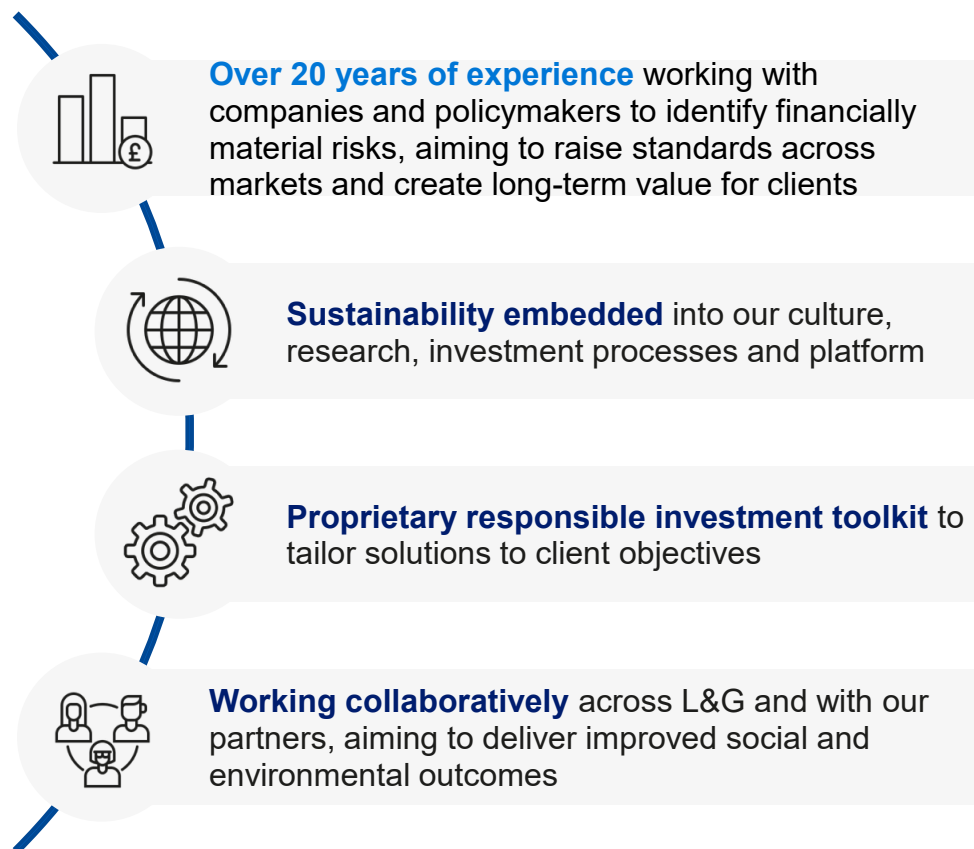 Over 20 years of experience working with
companies and policymakers to identify financially
material risks, aiming to raise standards across
markets and create long-term value for clients
Sustainability embedded into our culture,
research, investment processes and platform
Proprietary responsible investment toolkit to
tailor solutions to client objectives
Working collaboratively across L&G and with our
partners, aiming to deliver improved social and
environmental outcomes
£